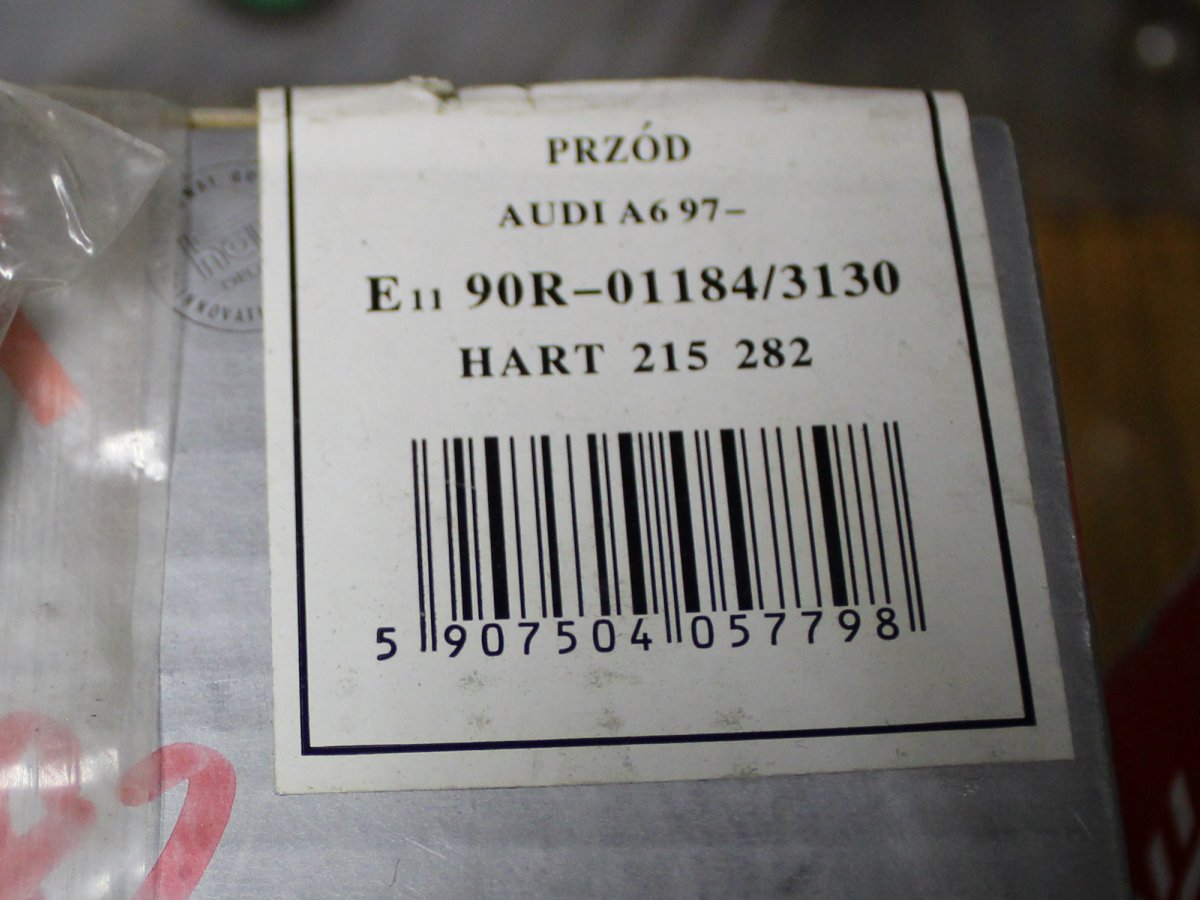 PRZÓD
AUDI A6 97–
E11 90R–01184/3130
HART 215 282
5 907504 057798